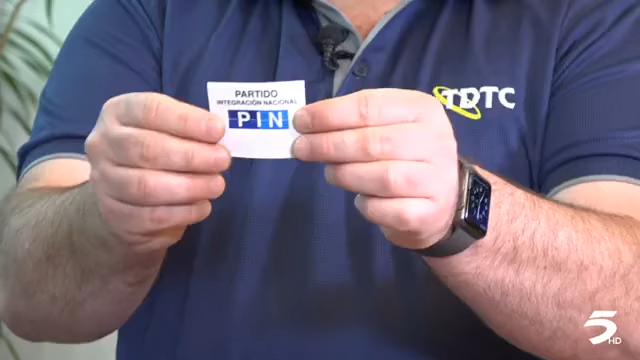 PARTIDO
INTEGRACIÓN NACIONAL
PIN
TDTC
5
HD